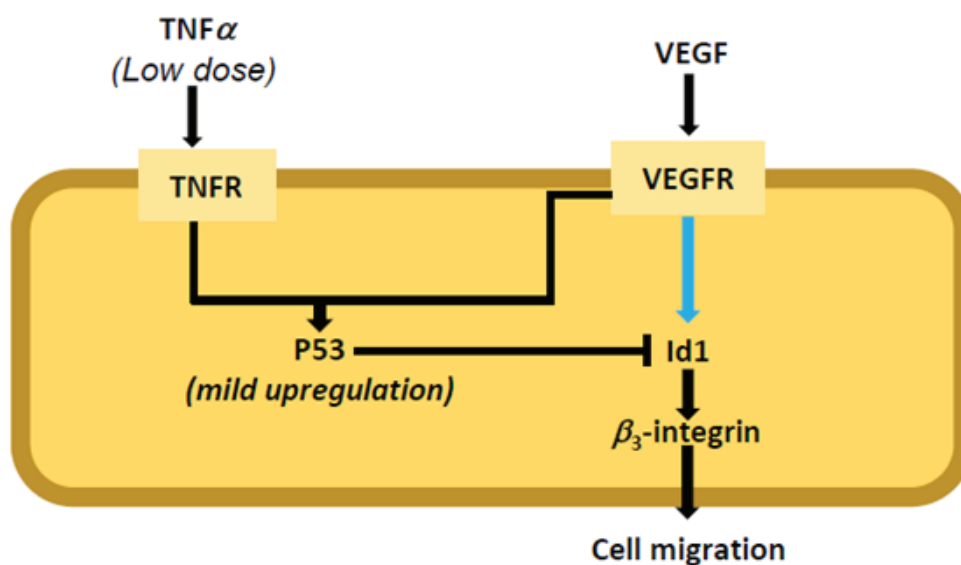 TNFα
(Low dose)
VEGF
TNFR
VEGFR
P53
(mild upregulation)
Id1
β₃-integrin
Cell migration